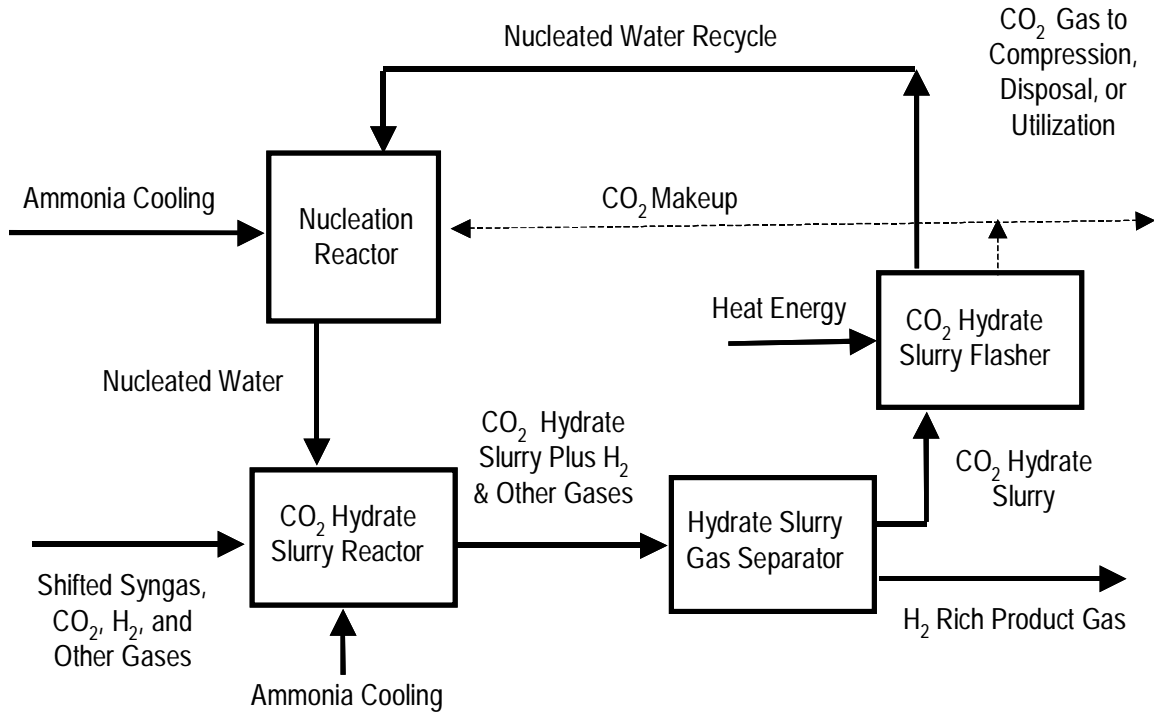 Nucleated Water Recycle
CO₂ Gas to
Compression,
Disposal, or
Utilization
Ammonia Cooling
Nucleation
Reactor
CO₂ Makeup
Heat Energy
CO₂ Hydrate
Slurry Flasher
Nucleated Water
CO₂ Hydrate
Slurry Plus H₂
& Other Gases
CO₂ Hydrate
Slurry
CO₂ Hydrate
Slurry Reactor
Hydrate Slurry
Gas Separator
Shifted Syngas,
CO₂, H₂, and
Other Gases
H₂ Rich Product Gas
Ammonia Cooling